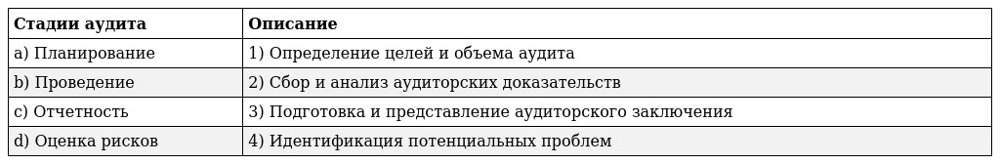 Стадии аудита Описание
a) Планирование 1) Определение целей и объема аудита
b) Проведение 2) Сбор и анализ аудиторских доказательств
c) Отчетность 3) Подготовка и представление аудиторского заключения
d) Оценка рисков 4) Идентификация потенциальных проблем